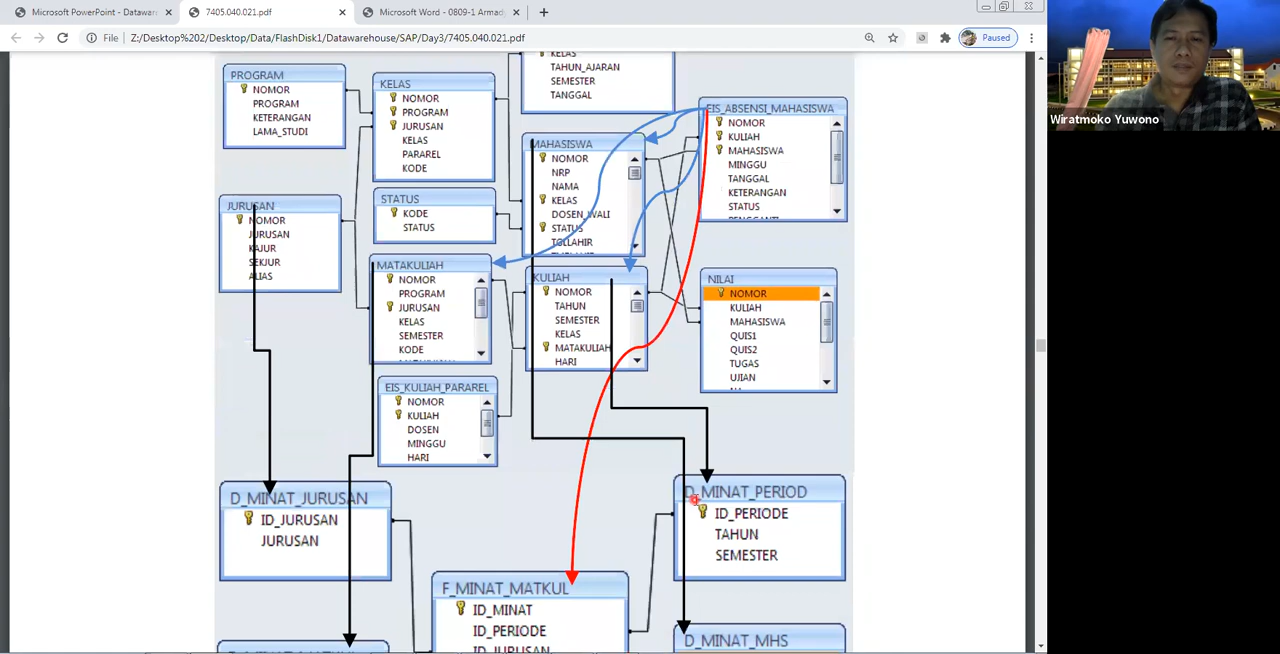 Microsoft PowerPoint - Dataware
7405.040.021.pdf
Microsoft Word - 0809-1 Armad
File
Z:/Desktop%202/Desktop/Data/FlashDisk1/Datawarehouse/SAP/Day3/7405.040.021.pdf
Paused
Wiratmoko Yuwono
PROGRAM
NOMOR
PROGRAM
KETERANGAN
LAMA_STUDI
KELAS
NOMOR
PROGRAM
JURUSAN
KELAS
PARAREL
KODE
KELAS
TAHUN_AJARAN
SEMESTER
TANGGAL
EIS_ABSENSI_MAHASISWA
NOMOR
KULIAH
MAHASISWA
MINGGU
TANGGAL
KETERANGAN
STATUS
PENGGANTI
MAHASISWA
NOMOR
NRP
NAMA
KELAS
DOSEN_WALI
STATUS
TGLLAHIR
STATUS
KODE
STATUS
JURUSAN
NOMOR
JURUSAN
KAJUR
SEKJUR
ALIAS
MATAKULIAH
NOMOR
PROGRAM
JURUSAN
KELAS
SEMESTER
KODE
KULIAH
NOMOR
TAHUN
SEMESTER
KELAS
MATAKULIAH
HARI
NILAI
NOMOR
KULIAH
MAHASISWA
QUIS1
QUIS2
TUGAS
UJIAN
EIS_KULIAH_PARAREL
NOMOR
KULIAH
DOSEN
MINGGU
HARI
D_MINAT_JURUSAN
ID_JURUSAN
JURUSAN
D_MINAT_PERIOD
ID_PERIODE
TAHUN
SEMESTER
F_MINAT_MATKUL
ID_MINAT
ID_PERIODE
ID_JURUSAN
D_MINAT_MHS